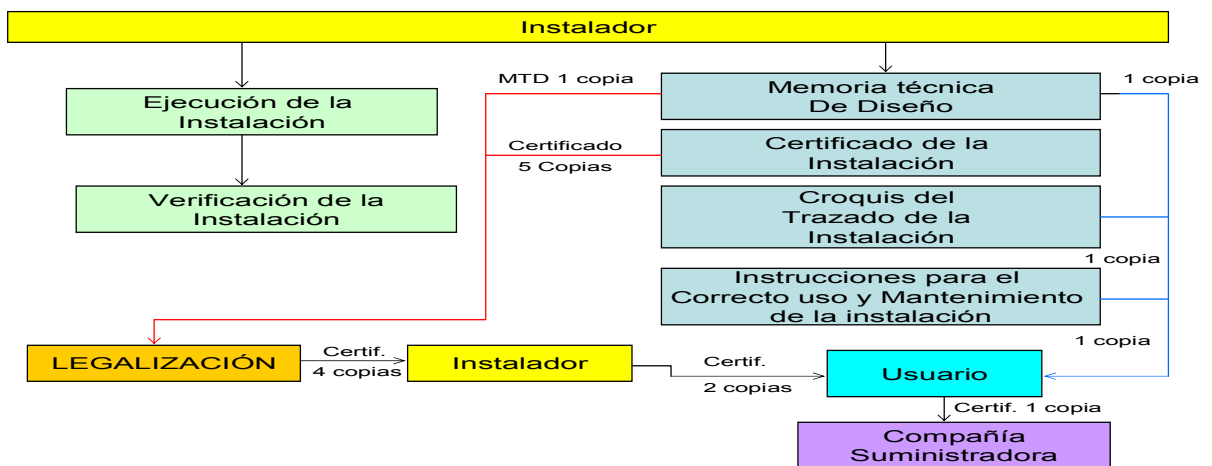 Instalador
MTD 1 copia
1 copia
Ejecución de la
Instalación
Memoria técnica
De Diseño
Certificado
5 Copias
Certificado de la
Instalación
Verificación de la
Instalación
Croquis del
Trazado de la
Instalación
1 copia
Instrucciones para el
Correcto uso y Mantenimiento
de la instalación
1 copia
LEGALIZACIÓN
Certif.
4 copias
Instalador
Certif.
2 copias
Usuario
Certif. 1 copia
Compañía
Suministradora